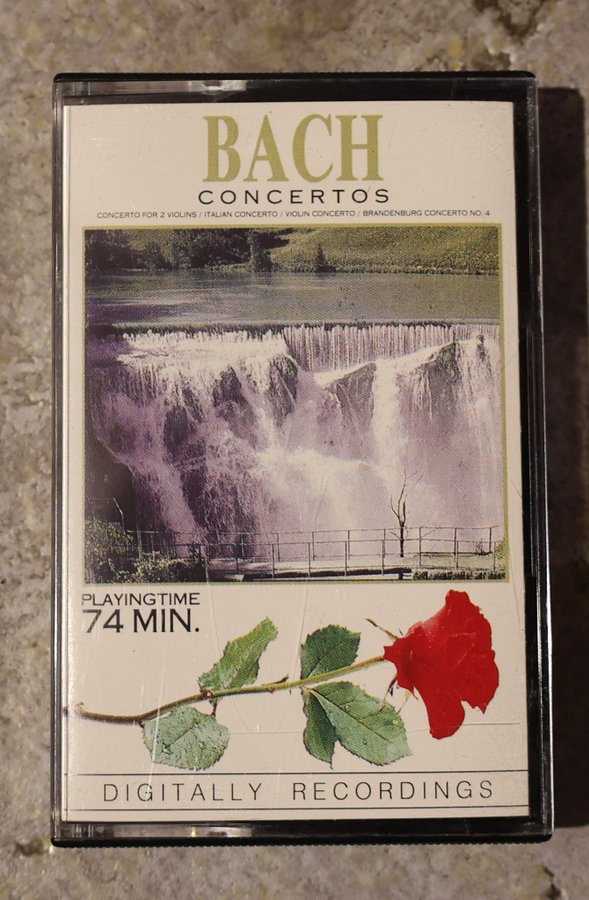 BACH
CONCERTOS
CONCERTO FOR 2 VIOLINS / ITALIAN CONCERTO / VIOLIN CONCERTO / BRANDENBURG CONCERTO NO. 4
PLAYINGTIME
74 MIN.
DIGITALLY RECORDINGS